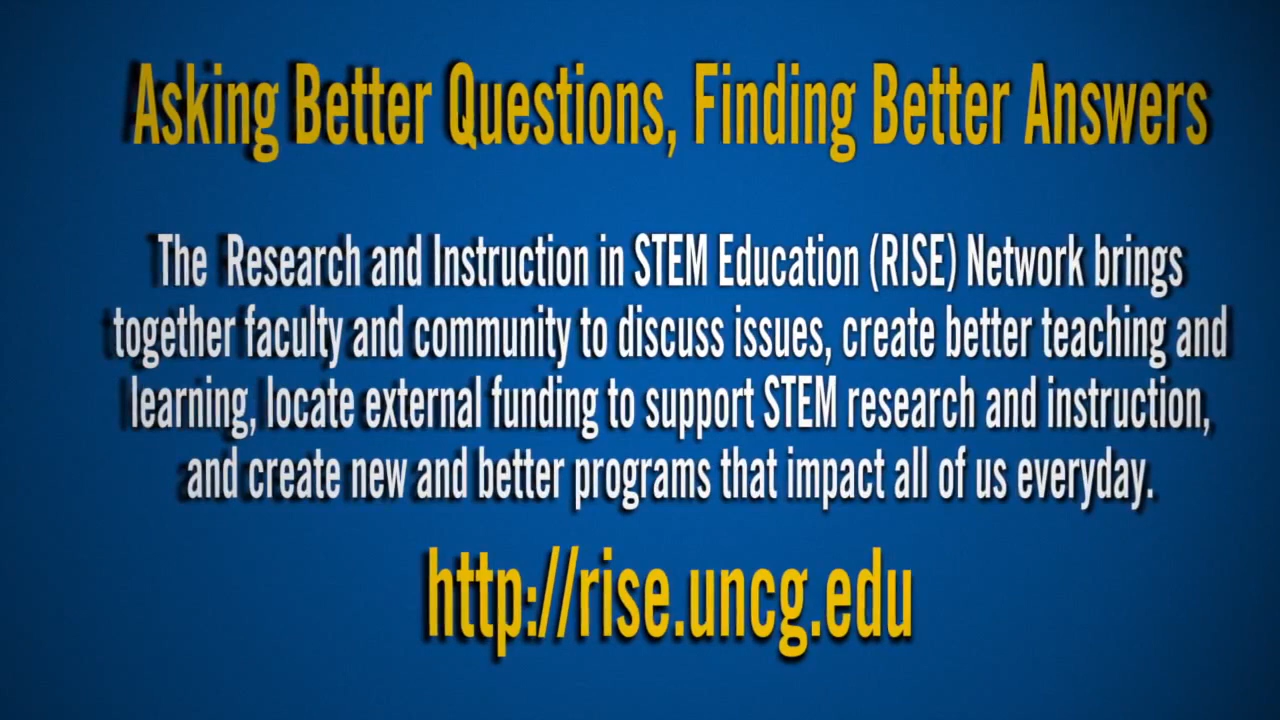 Asking Better Questions, Finding Better Answers
The Research and Instruction in STEM Education (RISE) Network brings
together faculty and community to discuss issues, create better teaching and
learning, locate external funding to support STEM research and instruction,
and create new and better programs that impact all of us everyday.
http://rise.uncg.edu